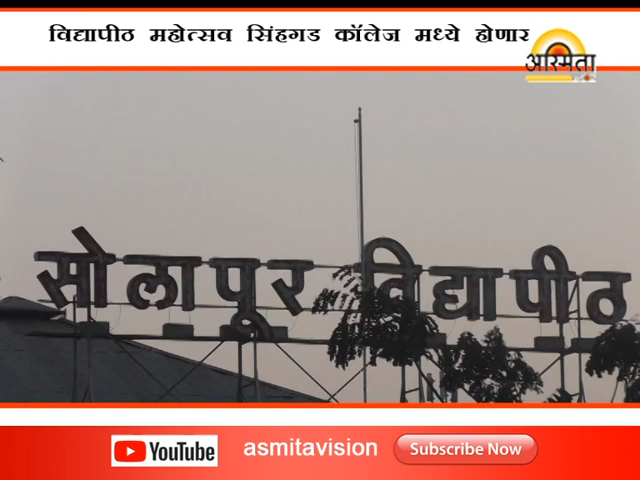 विद्यापीठ महोत्सव सिंहगड कॉलेज मध्ये होणार
अस्मिता
सोलापूर विद्यापीठ
YouTube asmitavision Subscribe Now